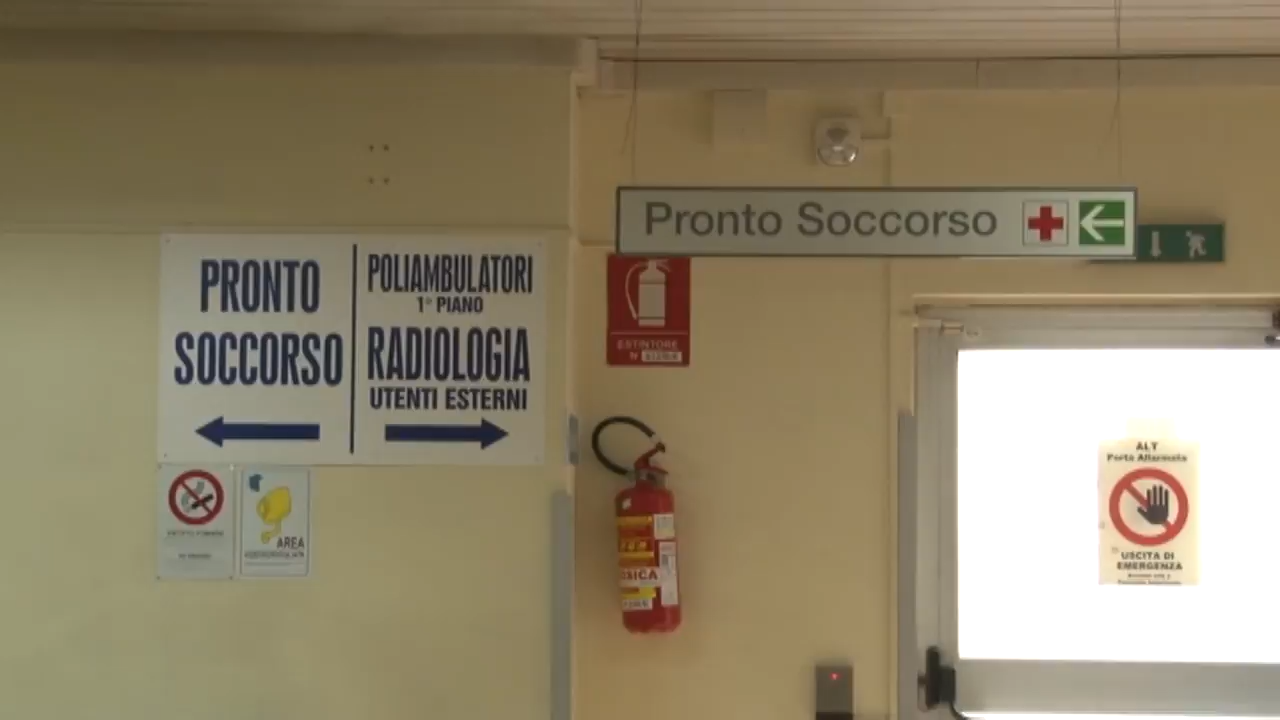 PRONTO
SOCCORSO
POLIAMBULATORI
1° PIANO
RADIOLOGIA
UTENTI ESTERNI
Pronto Soccorso
ESTINTORE
N
AREA
ALT
Porta Allarmata
USCITA DI
EMERGENZA